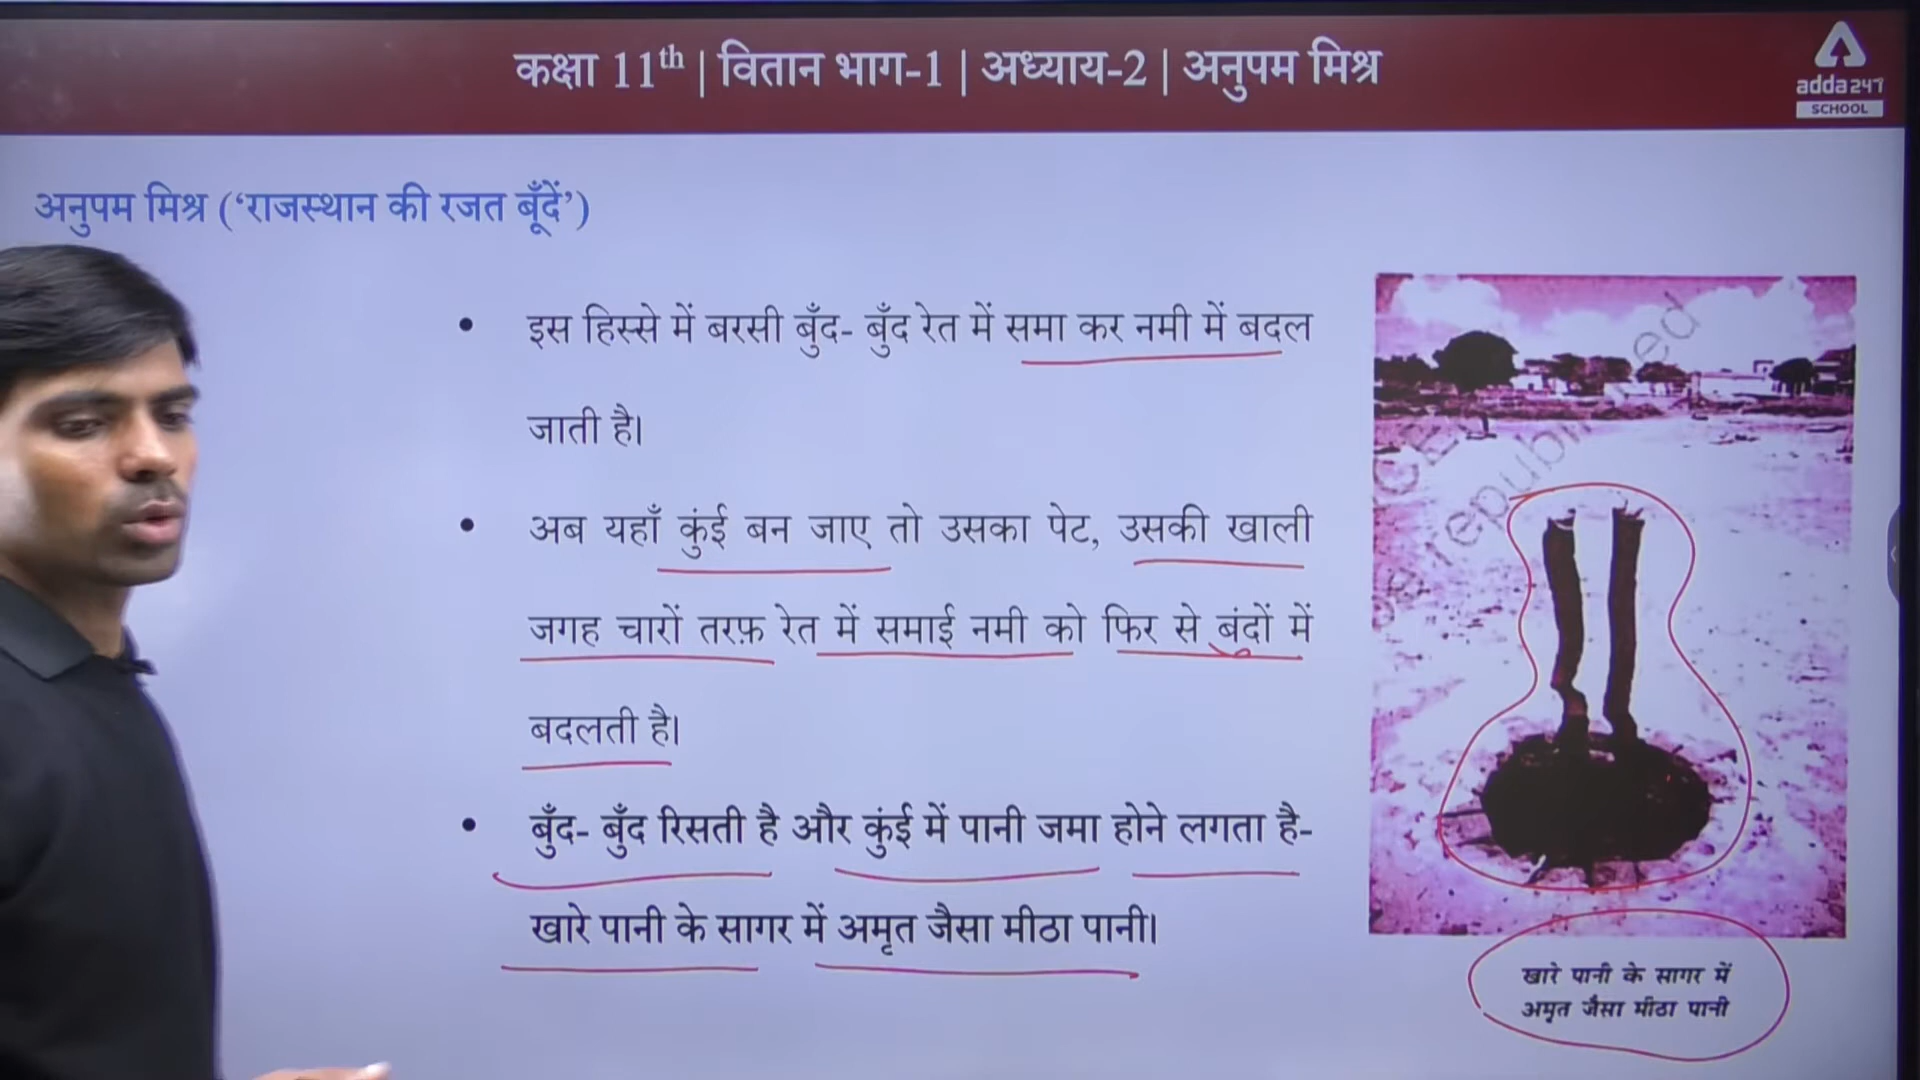 कक्षा 11th | वितान भाग-1 | अध्याय-2 | अनुपम मिश्र
adda247
SCHOOL
अनुपम मिश्र (‘राजस्थान की रजत बूँदें’)
• इस हिस्से में बरसी बुँद- बुँद रेत में समा कर नमी में बदल
जाती है।
• अब यहाँ कुंई बन जाए तो उसका पेट, उसकी खाली
जगह चारों तरफ़ रेत में समाई नमी को फिर से बुंदों में
बदलती है।
• बुँद- बुँद रिसती है और कुंई में पानी जमा होने लगता है-
खारे पानी के सागर में अमृत जैसा मीठा पानी।
खारे पानी के सागर में
अमृत जैसा मीठा पानी